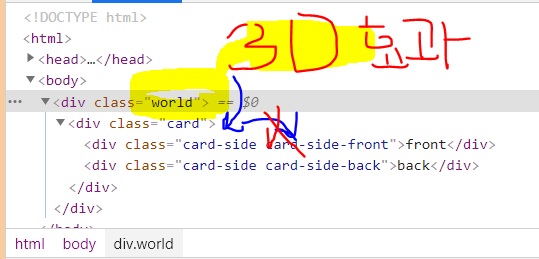 <!DOCTYPE html>
<html>
<head>…</head>
<body>
3D 효과
<div class="world"> == $0
<div class="card">
<div class="card-side card-side-front">front</div>
<div class="card-side card-side-back">back</div>
</div>
</div>
</body>
html body div.world